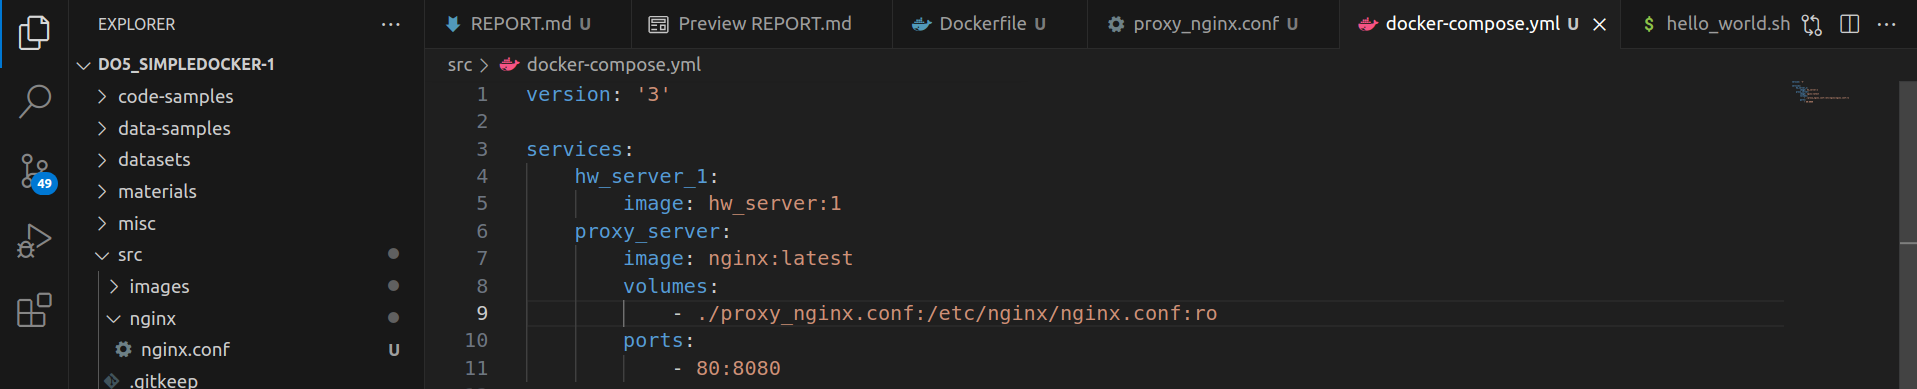 EXPLORER ···
REPORT.md U
Preview REPORT.md
Dockerfile U
proxy_nginx.conf U
docker-compose.yml U
$ hello_world.sh
···
DO5_SIMPLEDOCKER-1
code-samples
data-samples
datasets
materials
misc
src
images
nginx
nginx.conf U
.gitkeep
49
src > docker-compose.yml
1 version: '3'
2
3 services:
4 hw_server_1:
5 image: hw_server:1
6 proxy_server:
7 image: nginx:latest
8 volumes:
9 - ./proxy_nginx.conf:/etc/nginx/nginx.conf:ro
10 ports:
11 - 80:8080